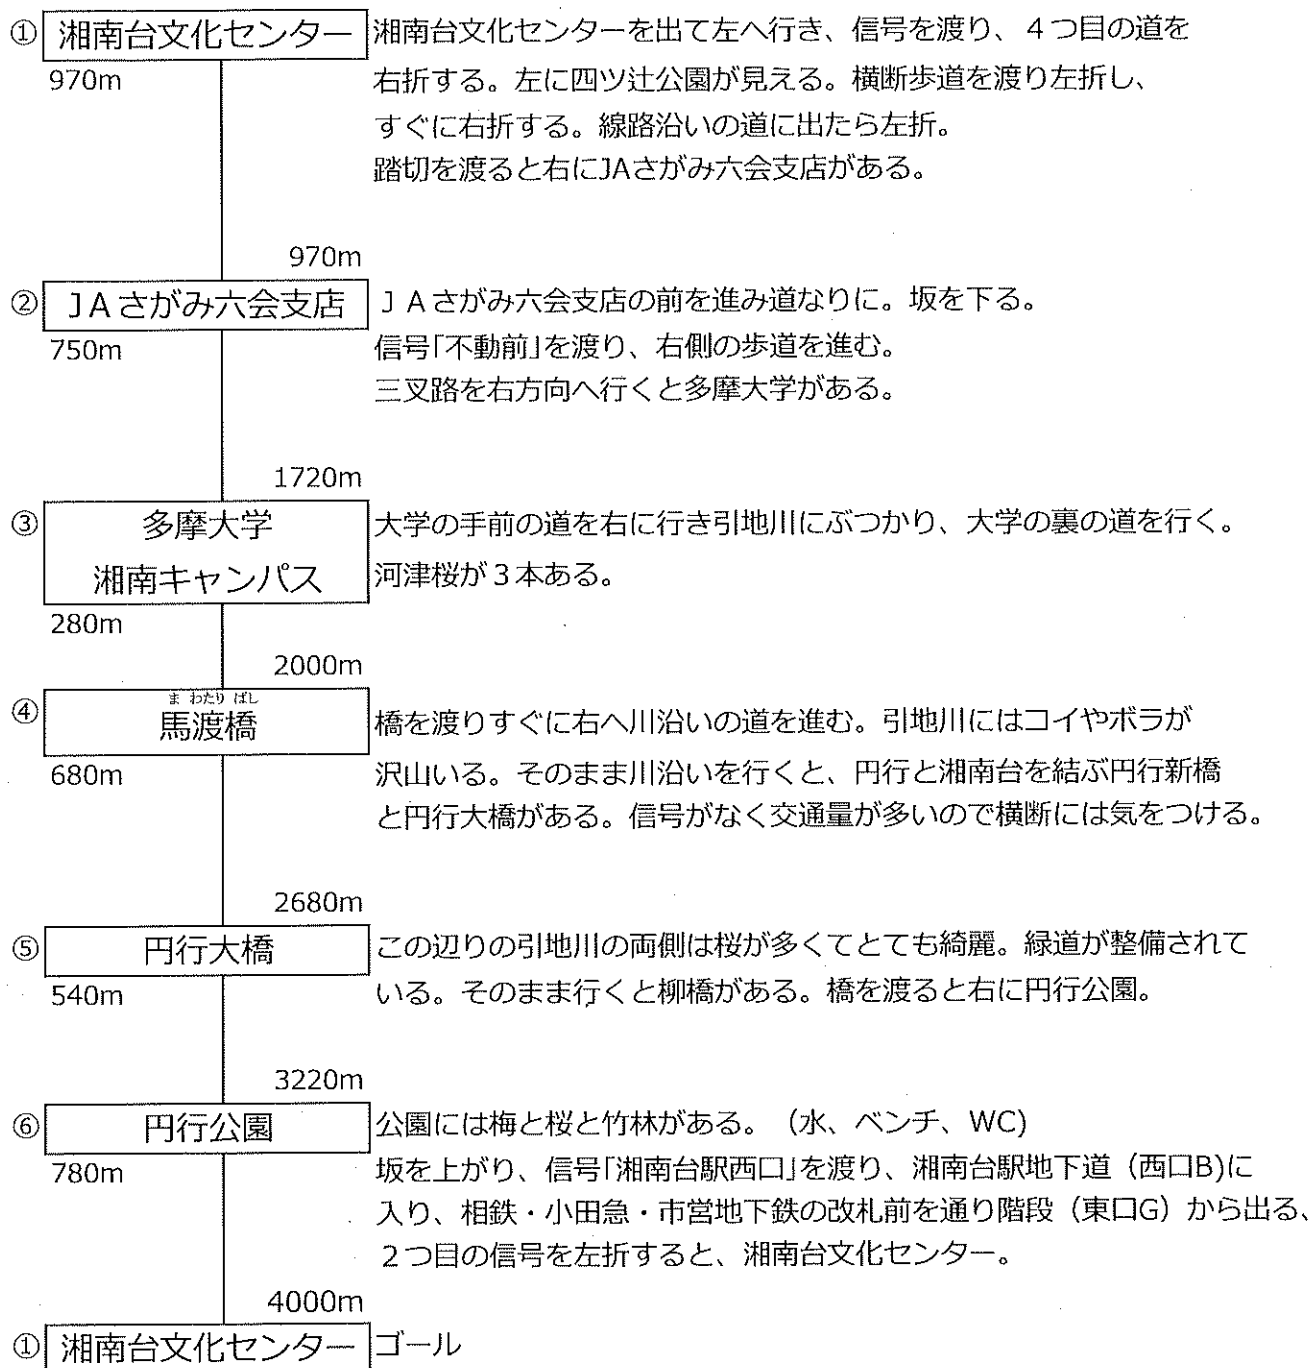 ① 湘南台文化センター 湘南台文化センターを出て左へ行き、信号を渡り、４つ目の道を
970m 右折する。左に四ツ辻公園が見える。横断歩道を渡り左折し、
すぐに右折する。線路沿いの道に出たら左折。
踏切を渡ると右にJAさがみ六会支店がある。
970m
② ＪＡさがみ六会支店 ＪＡさがみ六会支店の前を進み道なりに。坂を下る。
750m 信号「不動前」を渡り、右側の歩道を進む。
三叉路を右方向へ行くと多摩大学がある。
1720m
③ 多摩大学 大学の手前の道を右に行き引地川にぶつかり、大学の裏の道を行く。
湘南キャンパス 河津桜が３本ある。
280m
2000m
ま わたり ばし
④ 馬渡橋 橋を渡りすぐに右へ川沿いの道を進む。引地川にはコイやボラが
680m 沢山いる。そのまま川沿いを行くと、円行と湘南台を結ぶ円行新橋
と円行大橋がある。信号がなく交通量が多いので横断には気をつける。
2680m
⑤ 円行大橋 この辺りの引地川の両側は桜が多くてとても綺麗。緑道が整備されて
540m いる。そのまま行くと柳橋がある。橋を渡ると右に円行公園。
3220m
⑥ 円行公園 公園には梅と桜と竹林がある。（水、ベンチ、WC)
780m 坂を上がり、信号「湘南台駅西口」を渡り、湘南台駅地下道（西口B)に
入り、相鉄・小田急・市営地下鉄の改札前を通り階段（東口G）から出る、
２つ目の信号を左折すると、湘南台文化センター。
4000m
① 湘南台文化センター ゴール